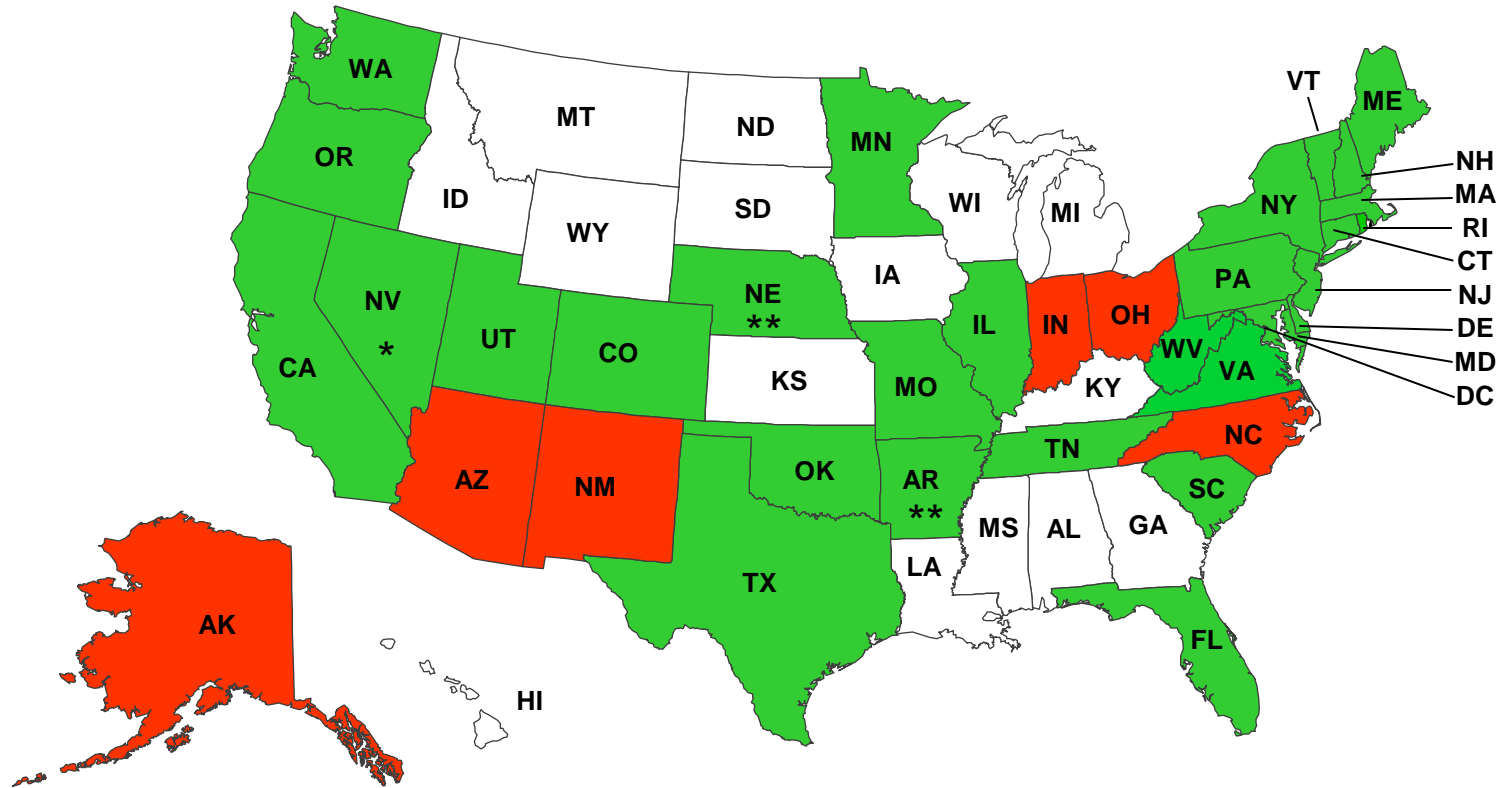 WA
MT
ND
MN
VT
ME
OR
ID
SD
WI
MI
NY
NH
MA
RI
CT
NJ
DE
MD
DC
WY
IA
PA
NV
*
NE
**
IL
IN
OH
UT
CO
CA
KS
MO
KY
WV
VA
AZ
NM
OK
AR
**
TN
NC
SC
MS
AL
GA
LA
TX
FL
AK
HI